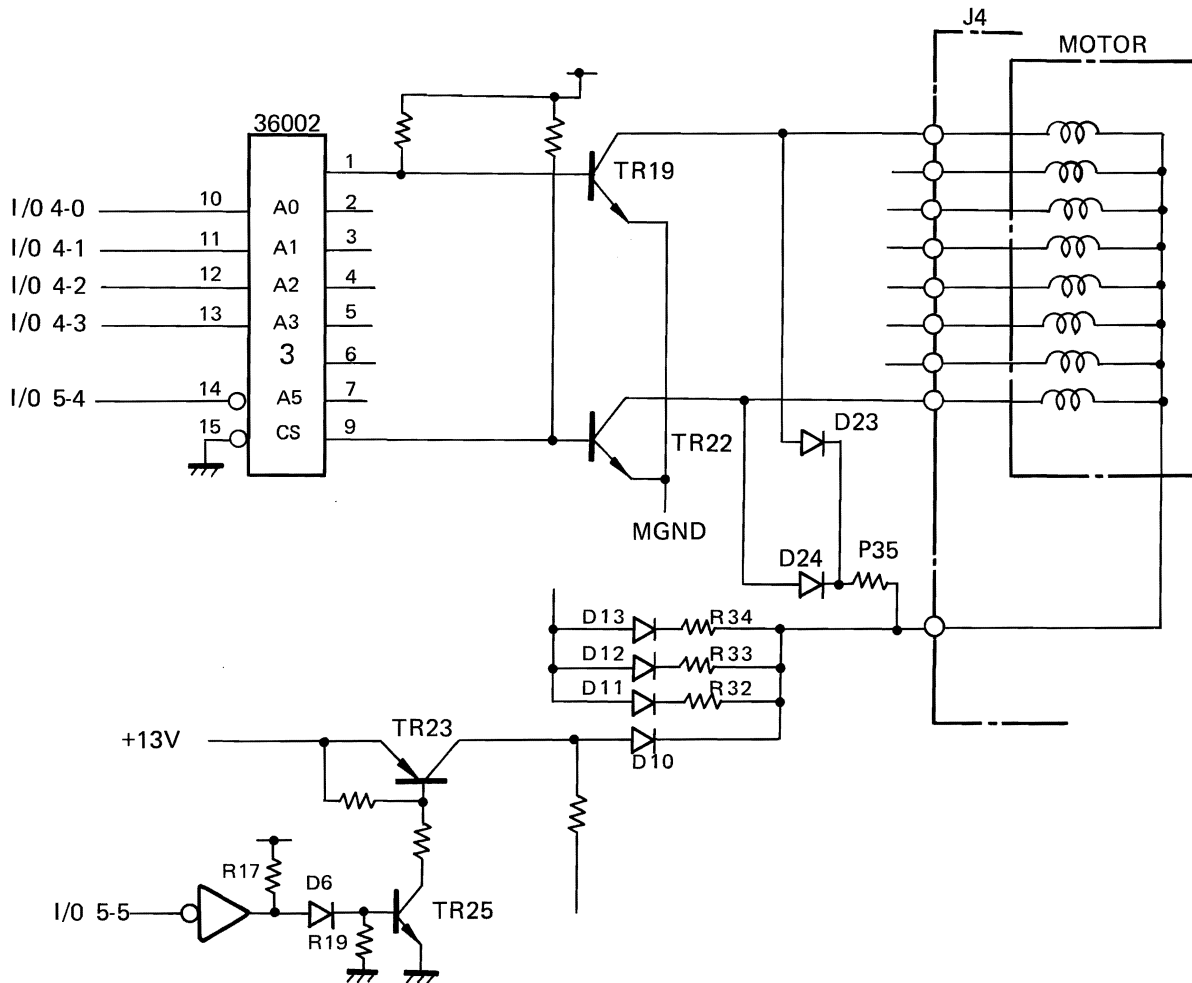 J4
MOTOR
36002
1
TR19
I/O 4-0
10
A0
2
I/O 4-1
11
A1
3
I/O 4-2
12
A2
4
I/O 4-3
13
A3
5
3
6
I/O 5-4
14
A5
7
15
CS
9
TR22
D23
MGND
D24
P35
D13
R34
D12
R33
D11
R32
TR23
+13V
D10
R17
D6
I/O 5-5
TR25
R19